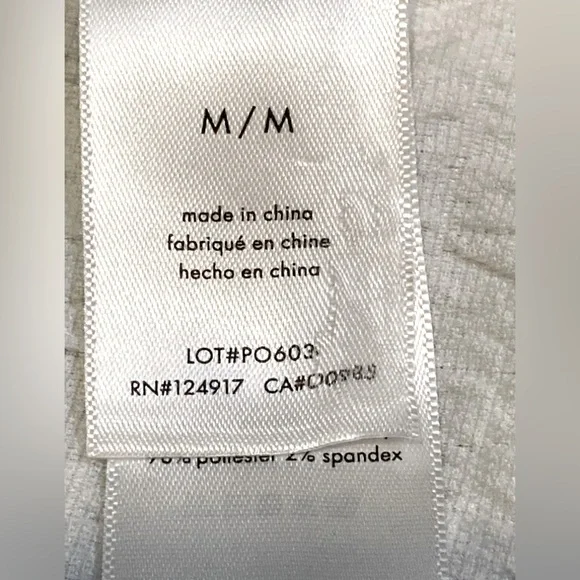 M/M
made in china
fabriqué en chine
hecho en china
LOT#PO603
RN#124917
2% spandex